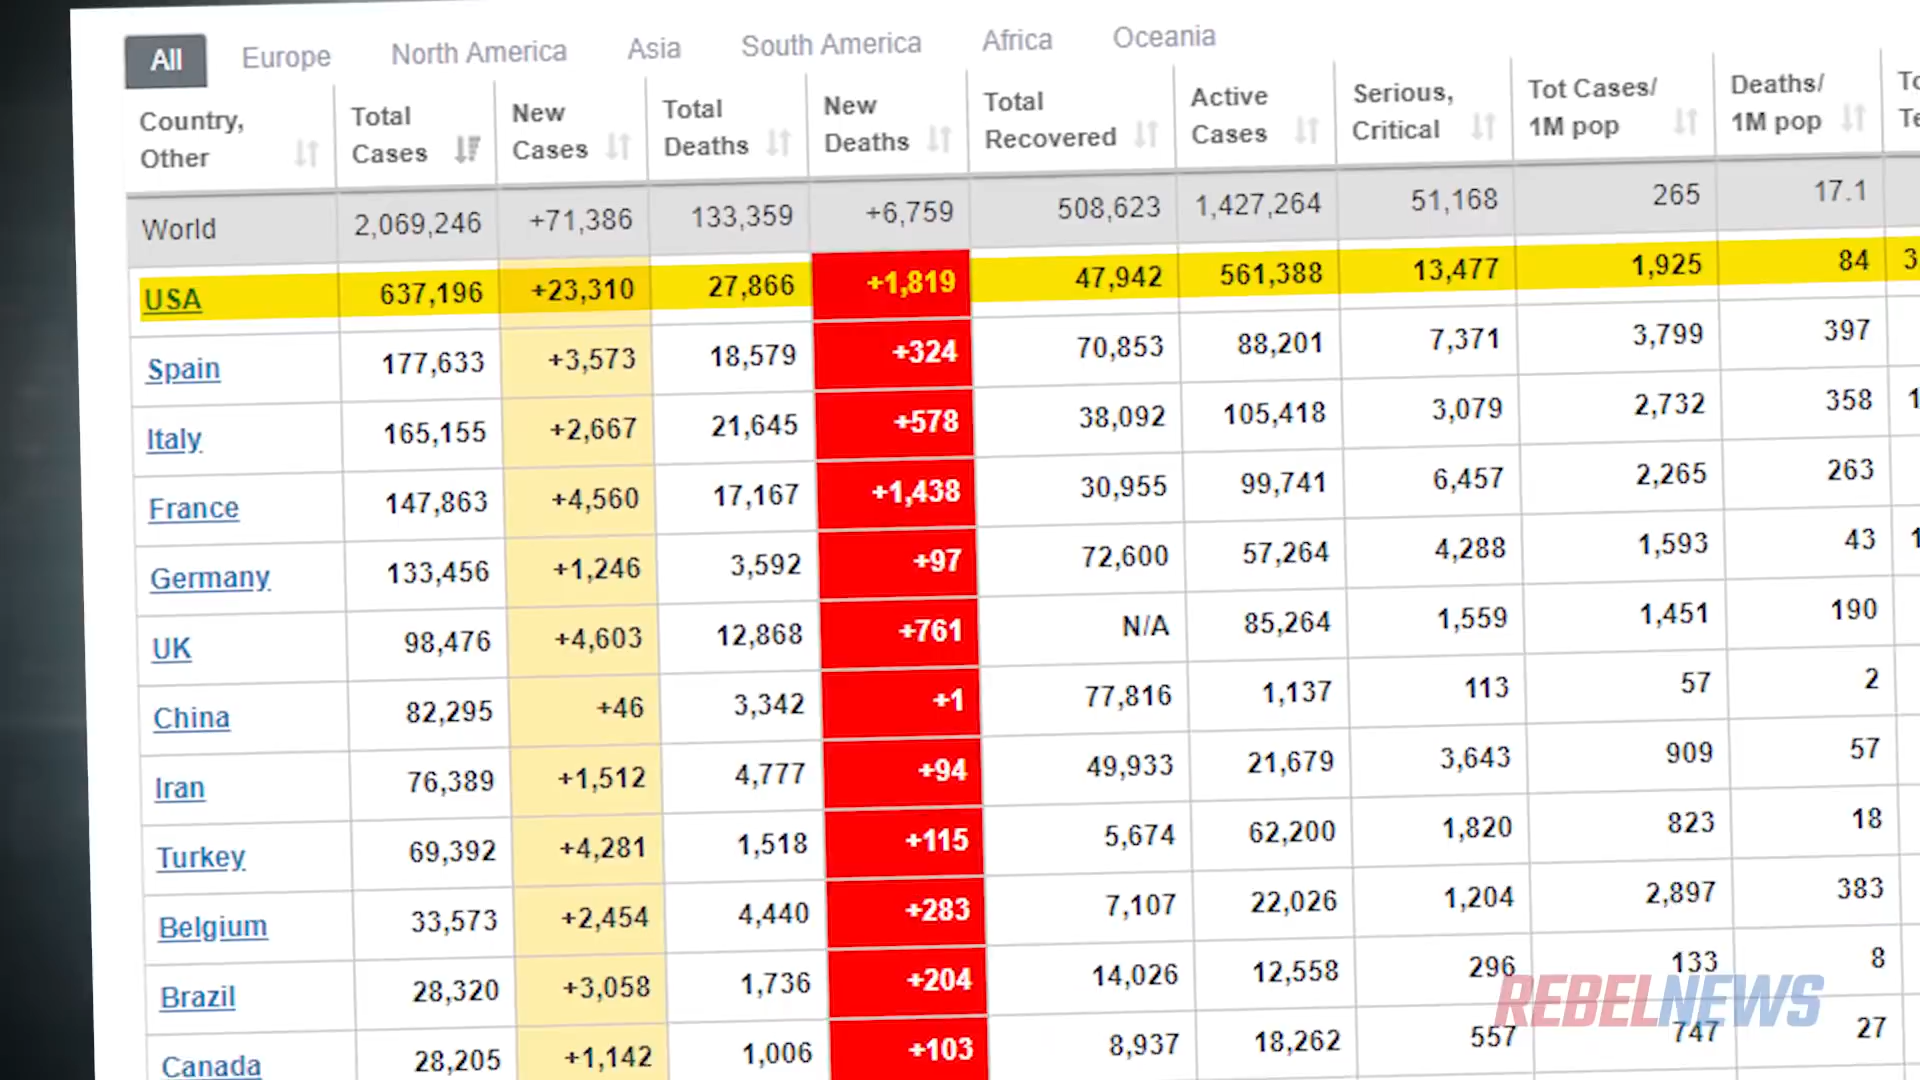 All Europe North America Asia South America Africa Oceania
Country, Other Total Cases New Cases Total Deaths New Deaths Total Recovered Active Cases Serious, Critical Tot Cases/ 1M pop Deaths/ 1M pop
World 2,069,246 +71,386 133,359 +6,759 508,623 1,427,264 51,168 265 17.1
USA 637,196 +23,310 27,866 +1,819 47,942 561,388 13,477 1,925 84
Spain 177,633 +3,573 18,579 +324 70,853 88,201 7,371 3,799 397
Italy 165,155 +2,667 21,645 +578 38,092 105,418 3,079 2,732 358
France 147,863 +4,560 17,167 +1,438 30,955 99,741 6,457 2,265 263
Germany 133,456 +1,246 3,592 +97 72,600 57,264 4,288 1,593 43
UK 98,476 +4,603 12,868 +761 N/A 85,264 1,559 1,451 190
China 82,295 +46 3,342 +1 77,816 1,137 113 57 2
Iran 76,389 +1,512 4,777 +94 49,933 21,679 3,643 909 57
Turkey 69,392 +4,281 1,518 +115 5,674 62,200 1,820 823 18
Belgium 33,573 +2,454 4,440 +283 7,107 22,026 1,204 2,897 383
Brazil 28,320 +3,058 1,736 +204 14,026 12,558 296 133 8
Canada 28,205 +1,142 1,006 +103 8,937 18,262 557 747 27
REBELNEWS